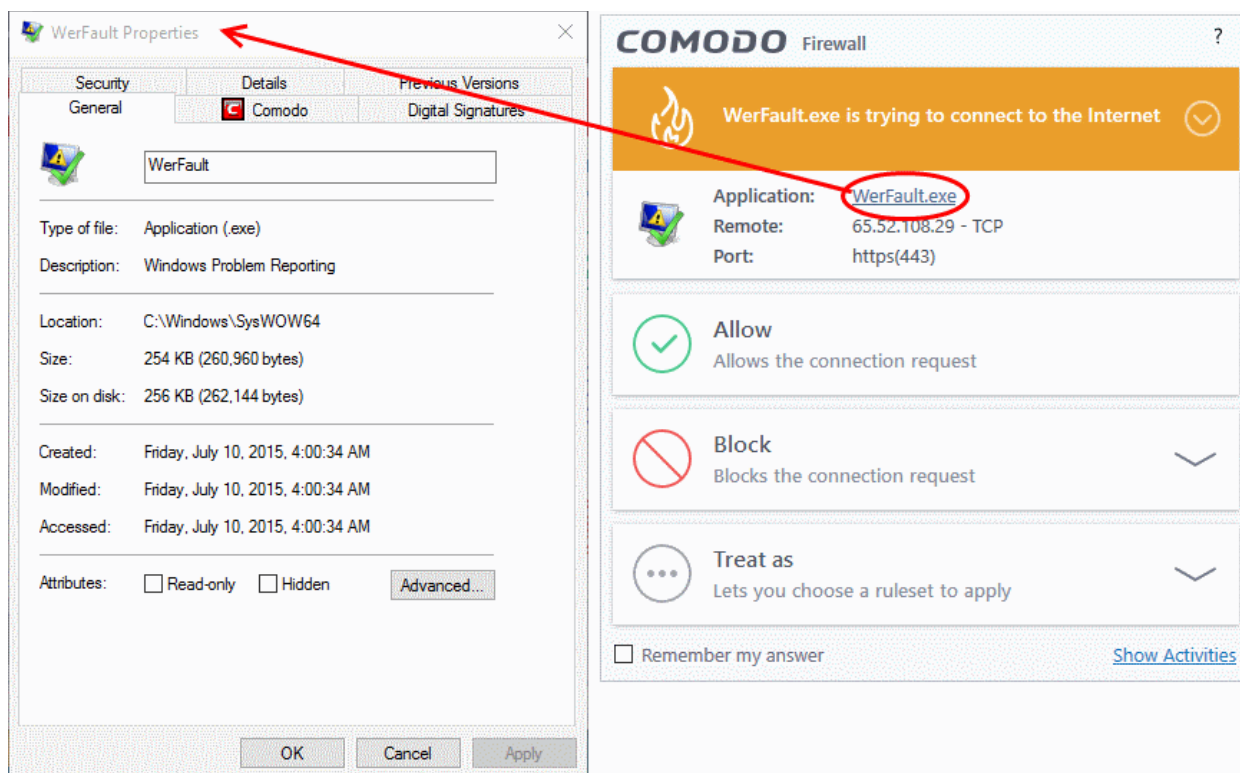 WerFault Properties
Security Details Previous Versions
General Comodo Digital Signatures
WerFault
Type of file: Application (.exe)
Description: Windows Problem Reporting
Location: C:\Windows\SysWOW64
Size: 254 KB (260,960 bytes)
Size on disk: 256 KB (262,144 bytes)
Created: Friday, July 10, 2015, 4:00:34 AM
Modified: Friday, July 10, 2015, 4:00:34 AM
Accessed: Friday, July 10, 2015, 4:00:34 AM
Attributes: Read-only Hidden Advanced...
OK Cancel Apply
COMODO Firewall ?
WerFault.exe is trying to connect to the Internet
Application: WerFault.exe
Remote: 65.52.108.29 - TCP
Port: https(443)
Allow
Allows the connection request
Block
Blocks the connection request
Treat as
Lets you choose a ruleset to apply
Remember my answer Show Activities